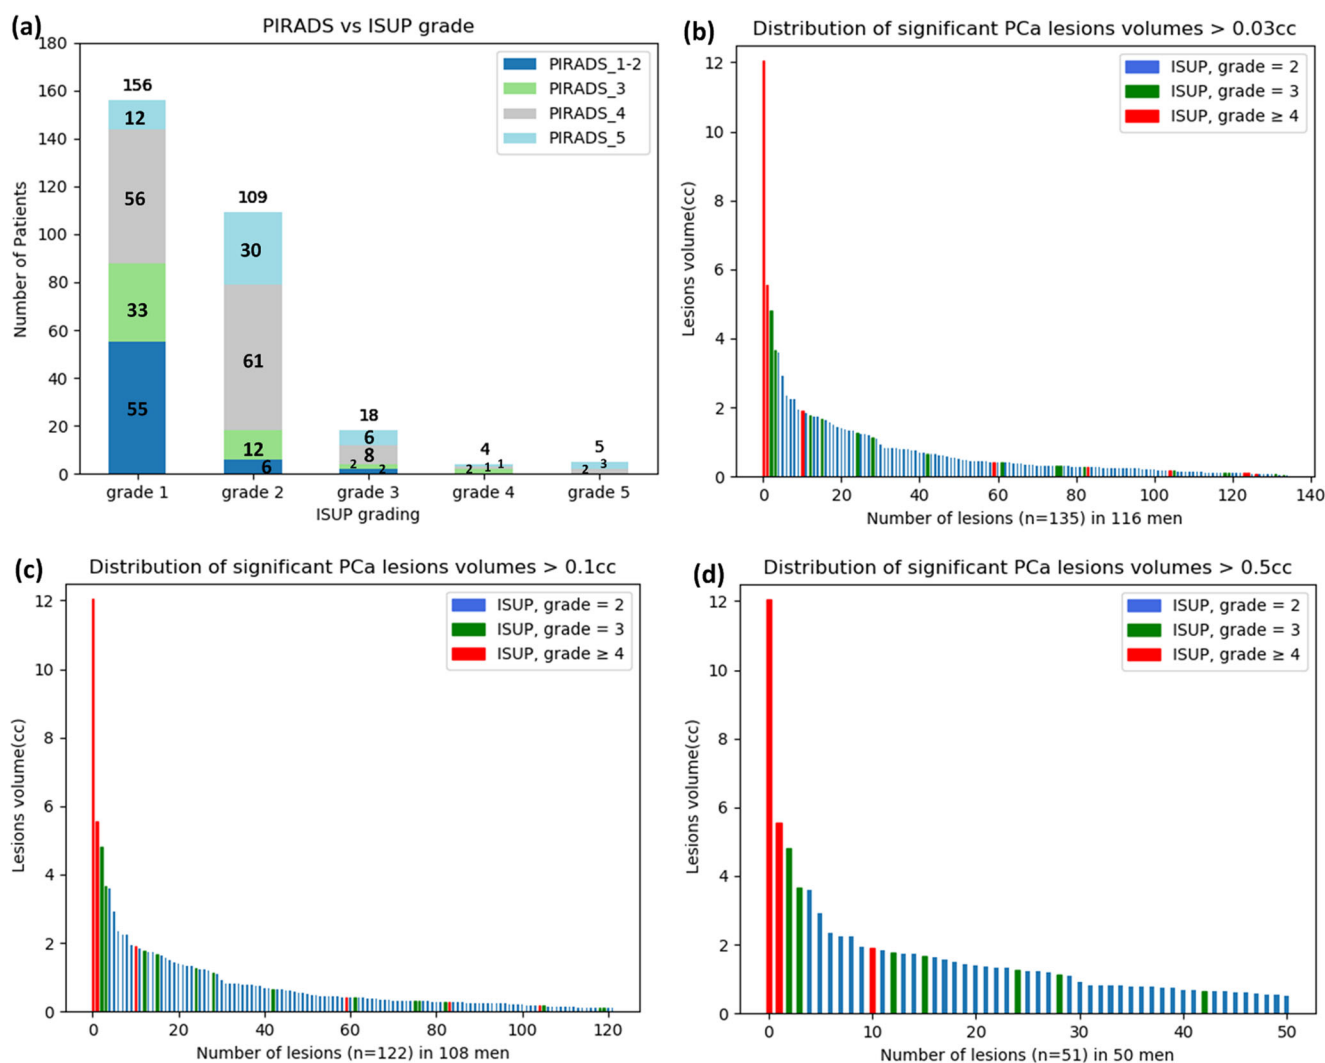 (a)
PIRADS vs ISUP grade
180
160
140
120
100
80
60
40
20
0
Number of Patients
PIRADS_1-2
PIRADS_3
PIRADS_4
PIRADS_5
156
12
56
33
55
109
30
61
12
6
18
6
8
2 2
4
2 1 1
5
2 3
grade 1 grade 2 grade 3 grade 4 grade 5
ISUP grading
(b)
Distribution of significant PCa lesions volumes > 0.03cc
12
10
8
6
4
2
0
Lesions volume(cc)
ISUP, grade = 2
ISUP, grade = 3
ISUP, grade ≥ 4
0 20 40 60 80 100 120 140
Number of lesions (n=135) in 116 men
(c)
Distribution of significant PCa lesions volumes > 0.1cc
12
10
8
6
4
2
0
Lesions volume(cc)
ISUP, grade = 2
ISUP, grade = 3
ISUP, grade ≥ 4
0 20 40 60 80 100 120
Number of lesions (n=122) in 108 men
(d)
Distribution of significant PCa lesions volumes > 0.5cc
12
10
8
6
4
2
0
Lesions volume(cc)
ISUP, grade = 2
ISUP, grade = 3
ISUP, grade ≥ 4
0 10 20 30 40 50
Number of lesions (n=51) in 50 men